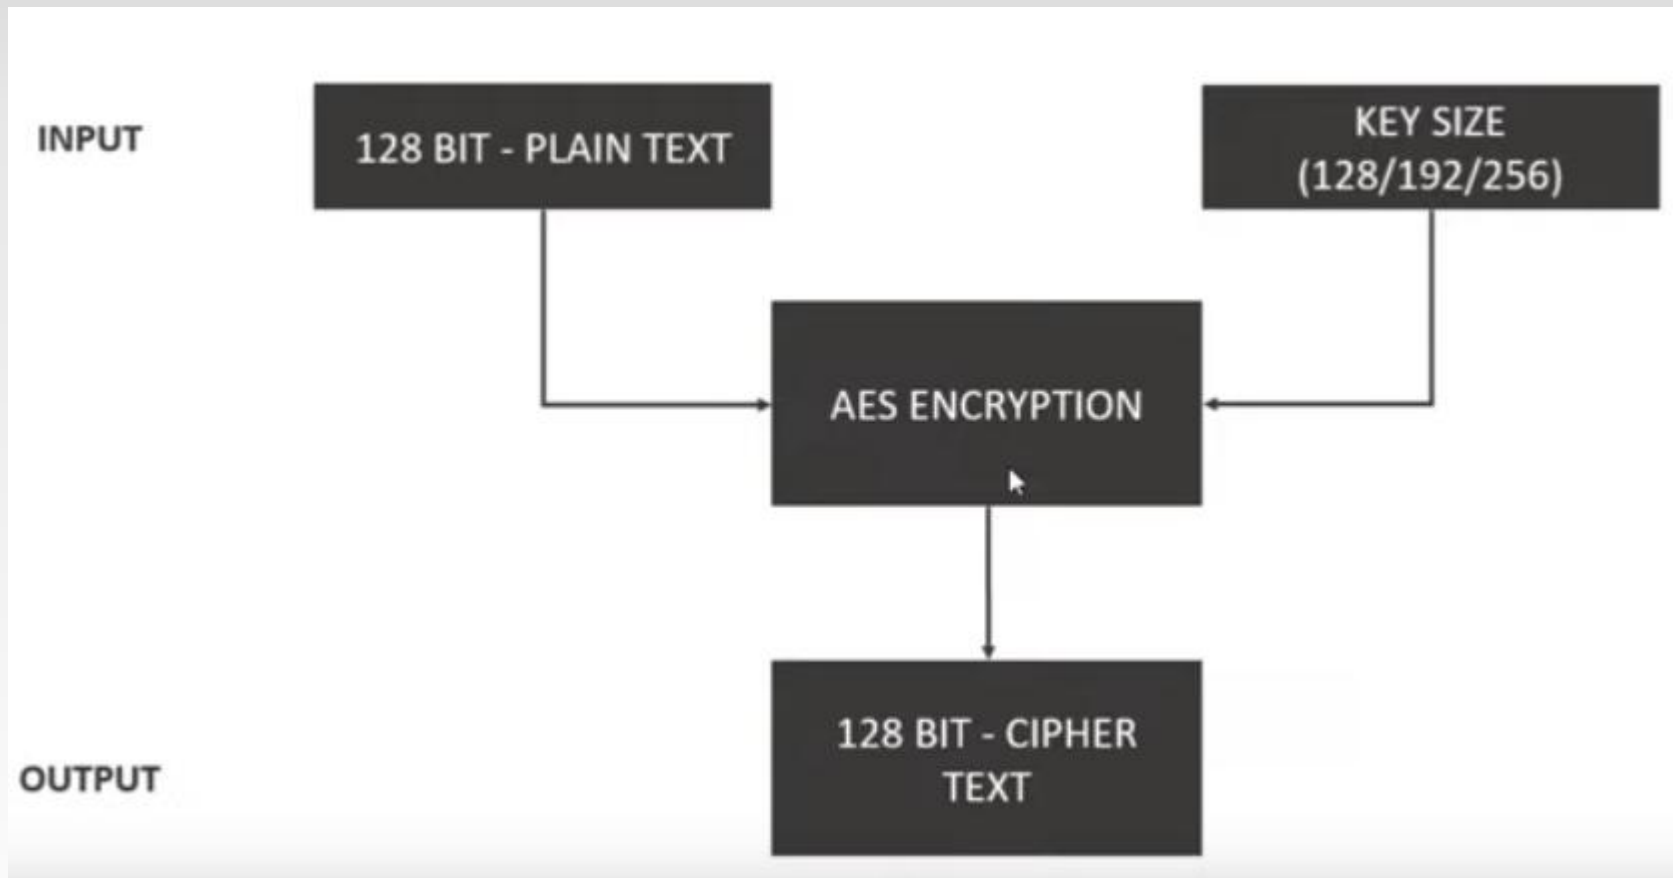 INPUT
128 BIT - PLAIN TEXT
KEY SIZE
(128/192/256)
AES ENCRYPTION
128 BIT - CIPHER
TEXT
OUTPUT